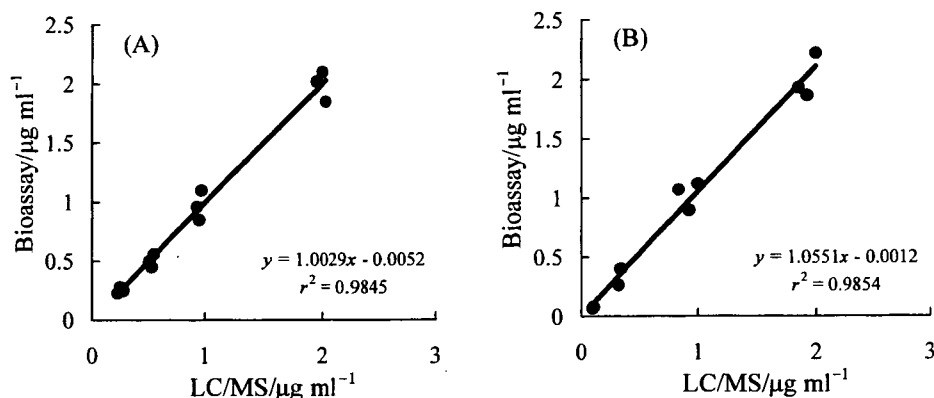 (A)
Bioassay/μg ml⁻¹
2.5
2
1.5
1
0.5
0
y = 1.0029x - 0.0052
r² = 0.9845
0 1 2 3
LC/MS/μg ml⁻¹
(B)
Bioassay/μg ml⁻¹
2.5
2
1.5
1
0.5
0
y = 1.0551x - 0.0012
r² = 0.9854
0 1 2 3
LC/MS/μg ml⁻¹